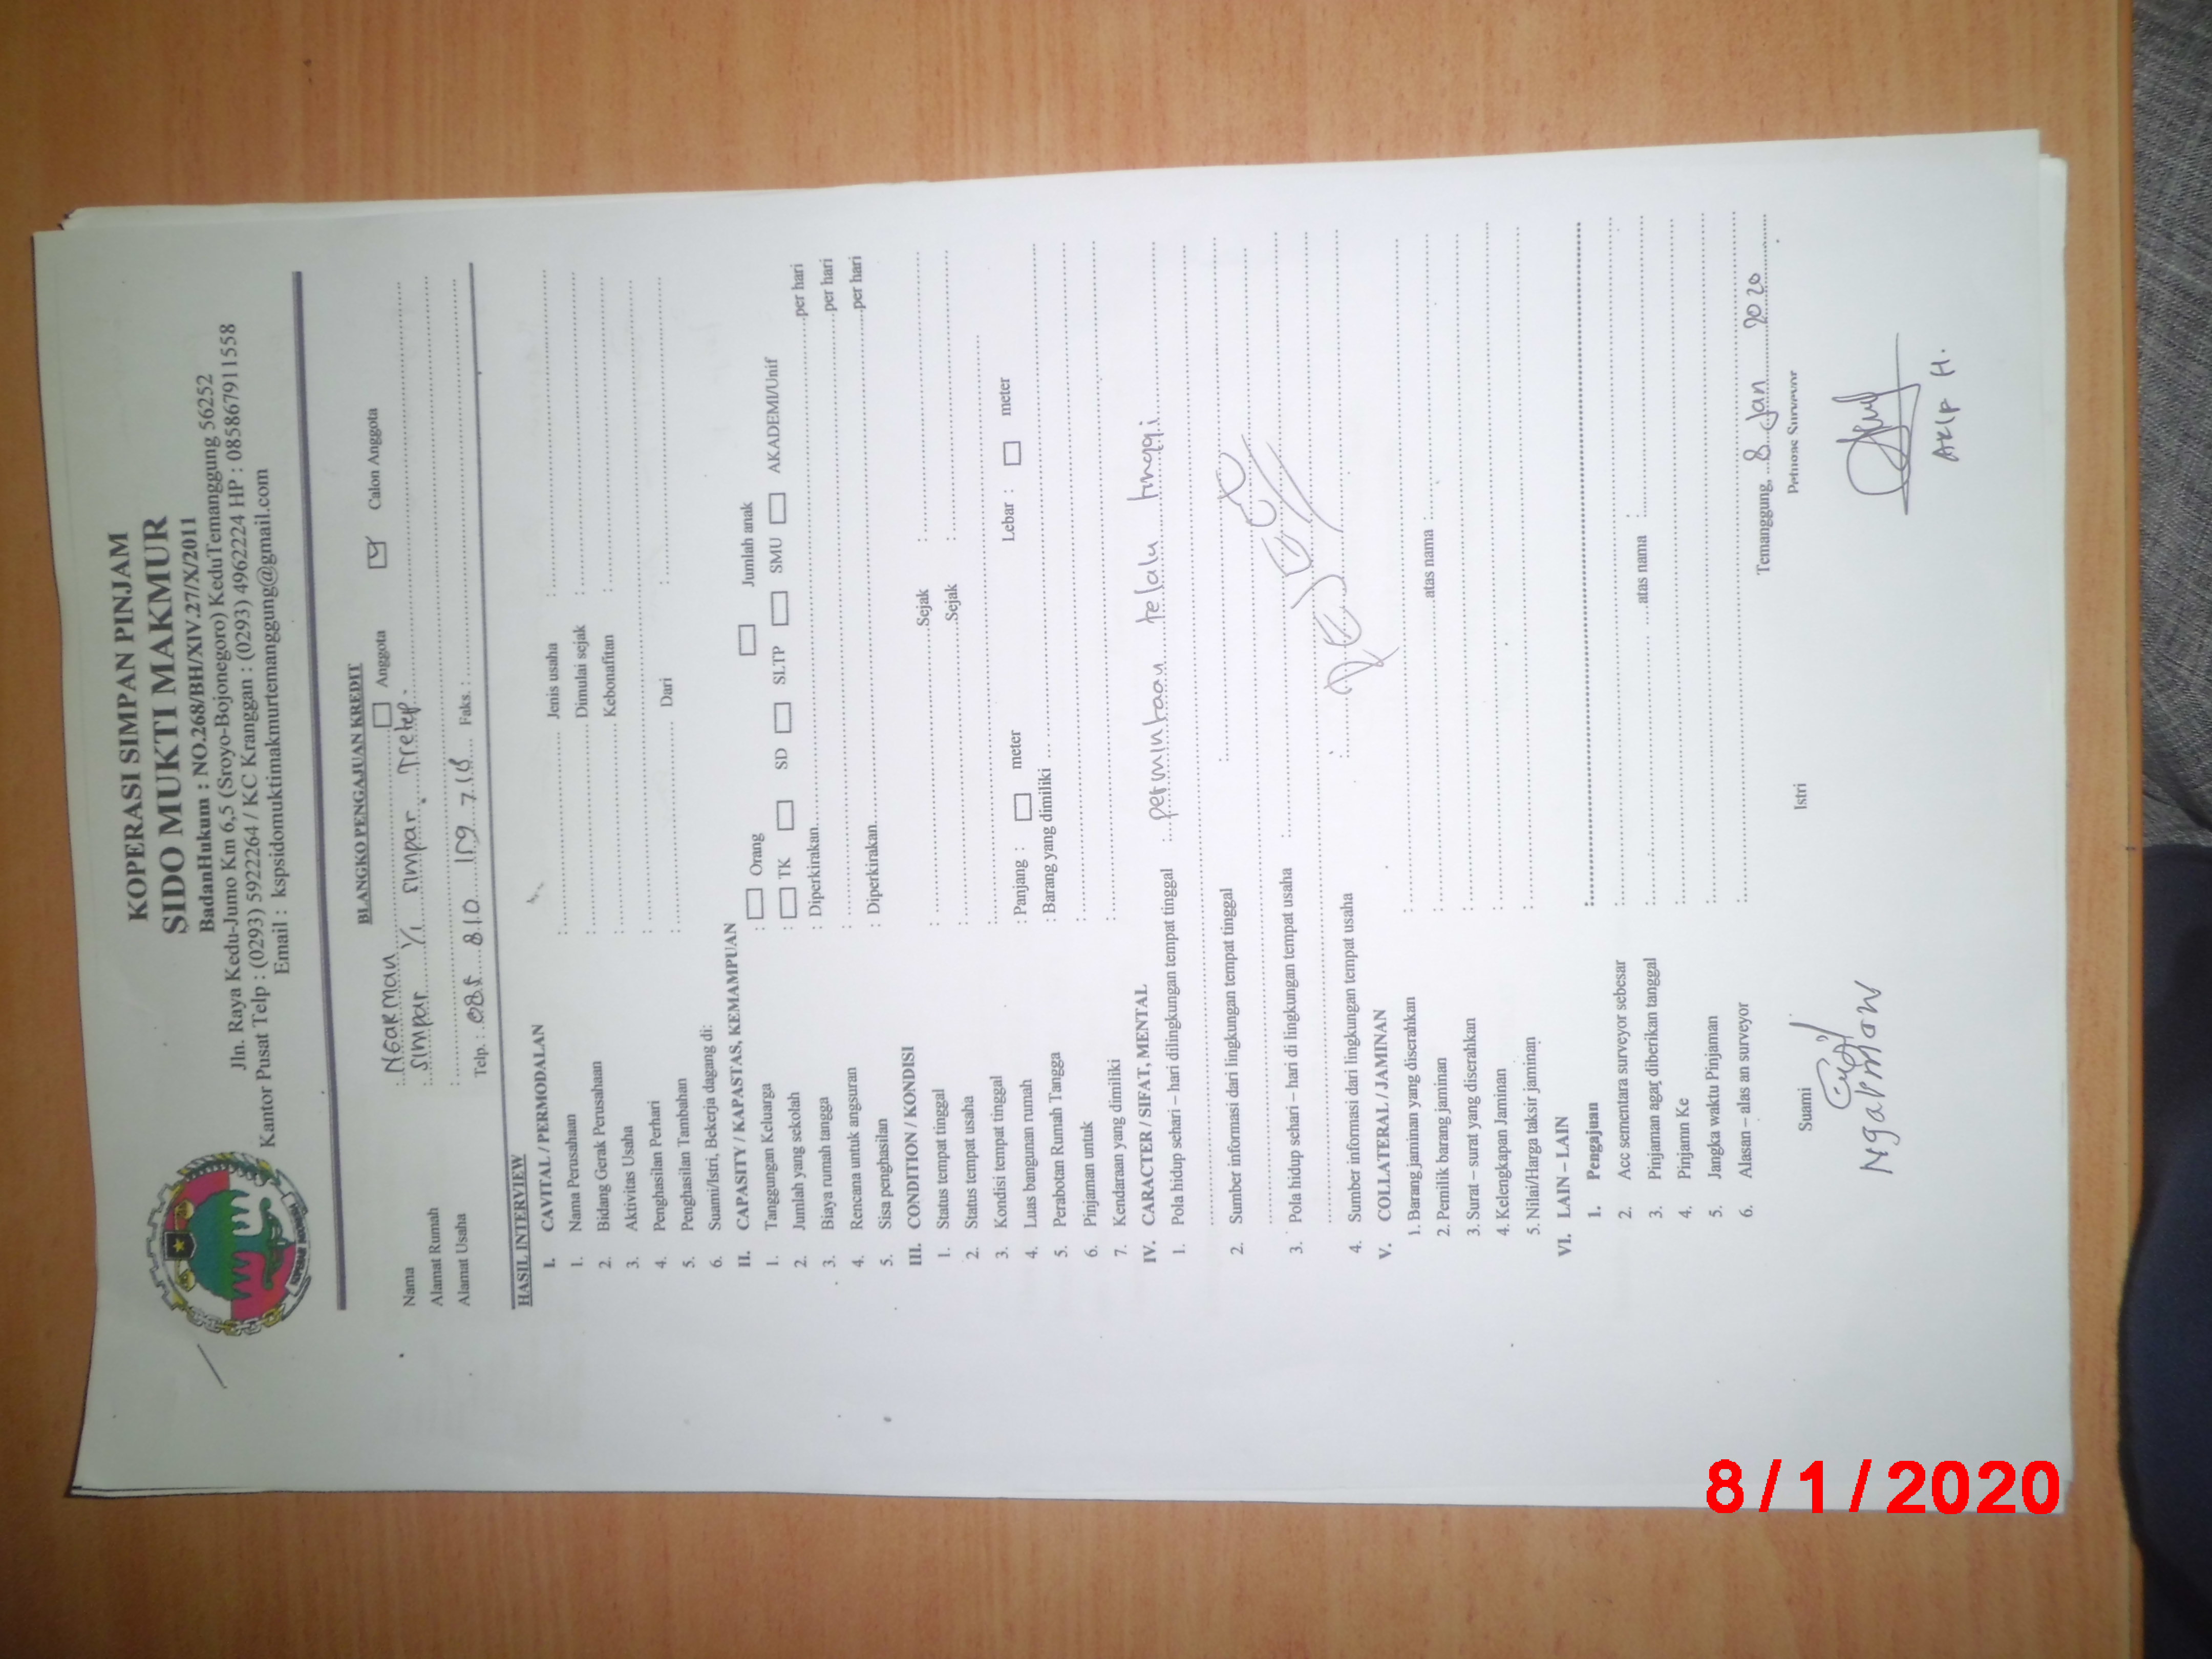 KOPERASI SIMPAN PINJAM
SIDO MUKTI MAKMUR
BadanHukum : NO.268/BH/XIV.27/X/2011
Jln. Raya Kedu-Jumo Km 6,5 (Sroyo-Bojonegoro) KeduTemanggung 56252
Kantor Pusat Telp : (0293) 5922264 / KC Kranggan : (0293) 4962224 HP : 085867911558
Email : kspsidomuktimakmurtemanggung@gmail.com
BLANGKO PENGAJUAN KREDIT
Anggota Calon Anggota
Nama : NGarMan
Alamat Rumah : Simpar 1/1 Simpar. Tretep.
Alamat Usaha :
Telp. : 085 810 159 718 Faks. :
HASIL INTERVIEW
I. CAVITAL / PERMODALAN
1. Nama Perusahaan : Jenis usaha :
2. Bidang Gerak Perusahaan : Dimulai sejak :
3. Aktivitas Usaha : Kebonafitan :
4. Penghasilan Perhari :
5. Penghasilan Tambahan : Dari :
6. Suami/Istri, Bekerja dagang di:
II. CAPASITY / KAPASTAS, KEMAMPUAN
1. Tanggungan Keluarga : Orang Jumlah anak
2. Jumlah yang sekolah : TK SD SLTP SMU AKADEMI/Unif
3. Biaya rumah tangga : Diperkirakan per hari
4. Rencana untuk angsuran : per hari
5. Sisa penghasilan : Diperkirakan per hari
III. CONDITION / KONDISI
1. Status tempat tinggal : Sejak :
2. Status tempat usaha : Sejak :
3. Kondisi tempat tinggal :
4. Luas bangunan rumah : Panjang : meter Lebar : meter
5. Perabotan Rumah Tangga : Barang yang dimiliki
6. Pinjaman untuk :
7. Kendaraan yang dimiliki :
IV. CARACTER / SIFAT, MENTAL
1. Pola hidup sehari – hari dilingkungan tempat tinggal : permintaan telalu tinggi
2. Sumber informasi dari lingkungan tempat tinggal :
3. Pola hidup sehari – hari di lingkungan tempat usaha :
4. Sumber informasi dari lingkungan tempat usaha :
V. COLLATERAL / JAMINAN
1. Barang jaminan yang diserahkan :
2. Pemilik barang jaminan : atas nama :
3. Surat – surat yang diserahkan :
4. Kelengkapan Jaminan :
5. Nilai/Harga taksir jaminan :
VI. LAIN – LAIN
1. Pengajuan :
2. Acc sementara surveyor sebesar :
3. Pinjaman agar diberikan tanggal : atas nama :
4. Pinjamn Ke :
5. Jangka waktu Pinjaman :
6. Alasan – alas an surveyor :
Temanggung, 8 Jan 2020
Suami Istri Petugas Surveyor
Ngarman
ARIP H.
8/1/2020